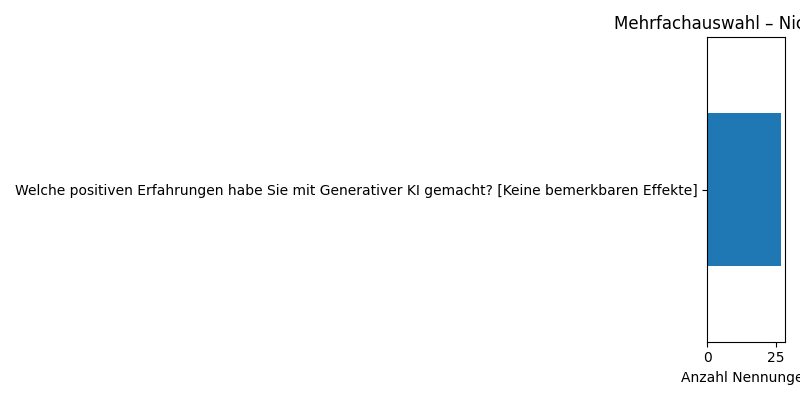 Mehrfachauswahl – Nic
Welche positiven Erfahrungen habe Sie mit Generativer KI gemacht? [Keine bemerkbaren Effekte]
0 25
Anzahl Nennunge